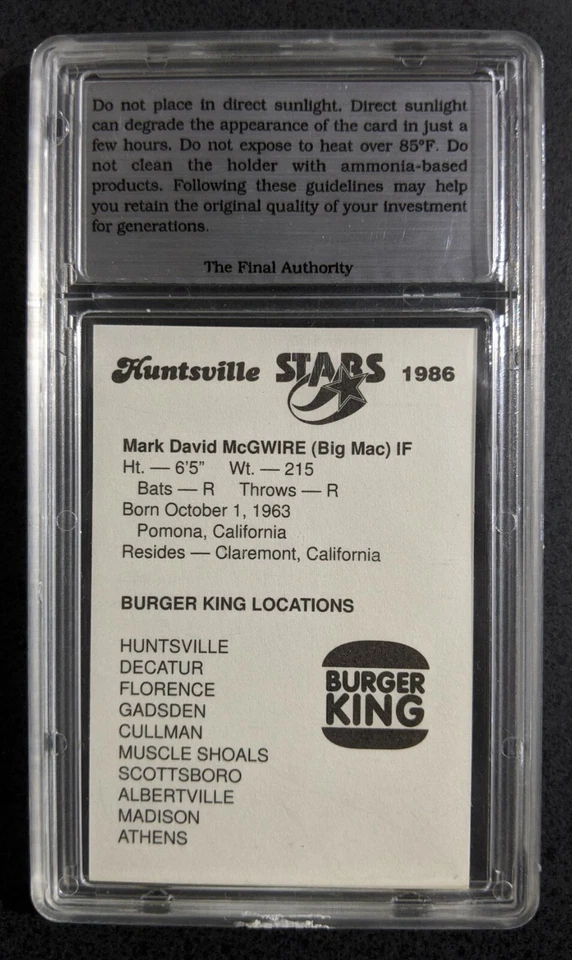 Do not place in direct sunlight. Direct sunlight
can degrade the appearance of the card in just a
few hours. Do not expose to heat over 85°F. Do
not clean the holder with ammonia-based
products. Following these guidelines may help
you retain the original quality of your investment
for generations.
The Final Authority
Huntsville STARS 1986
Mark David McGWIRE (Big Mac) IF
Ht. — 6'5" Wt. — 215
Bats — R Throws — R
Born October 1, 1963
Pomona, California
Resides — Claremont, California
BURGER KING LOCATIONS
HUNTSVILLE
DECATUR
FLORENCE
GADSDEN
CULLMAN
MUSCLE SHOALS
SCOTTSBORO
ALBERTVILLE
MADISON
ATHENS
BURGER
KING